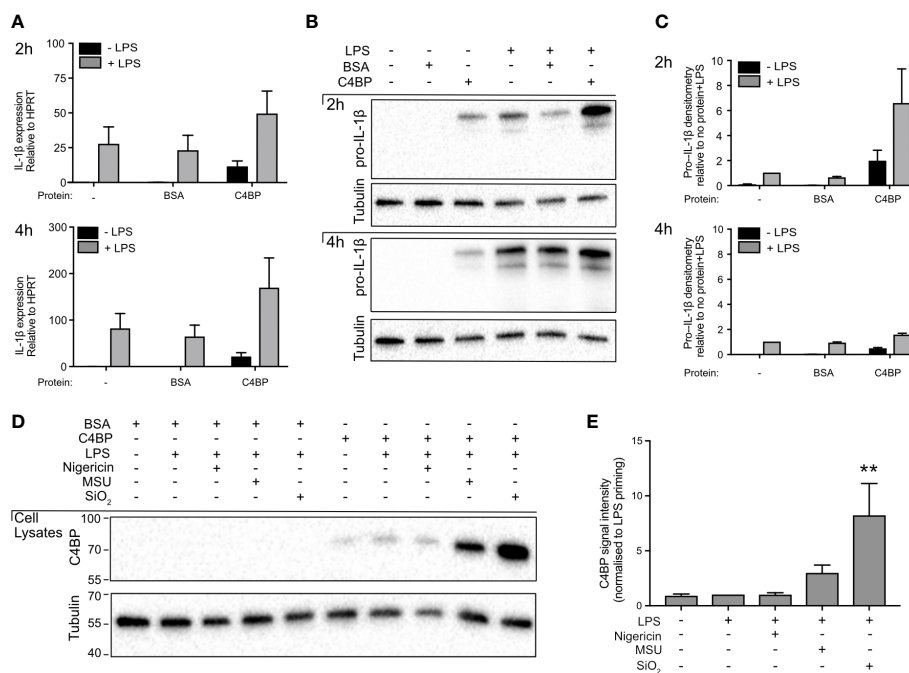 A
2h
- LPS
+ LPS
IL-1β expression
Relative to HPRT
100
75
50
25
0
Protein: - BSA C4BP
4h
- LPS
+ LPS
IL-1β expression
Relative to HPRT
300
200
100
0
Protein: - BSA C4BP
B
LPS - - - + + +
BSA - + - - + -
C4BP - - + - - +
2h
pro-IL-1β
Tubulin
4h
pro-IL-1β
Tubulin
C
2h
- LPS
+ LPS
Pro–IL-1β densitometry
relative to no protein+LPS
10
8
6
4
2
0
Protein: - BSA C4BP
4h
- LPS
+ LPS
Pro–IL-1β densitometry
relative to no protein+LPS
10
8
6
4
2
0
Protein: - BSA C4BP
D
BSA + + + + + - - - - -
C4BP - - - - - + + + + +
LPS - + + + + - + + + +
Nigericin - - + - - - - + - -
MSU - - - + - - - - + -
SiO₂ - - - - + - - - - +
Cell
Lysates
C4BP
100
70
55
Tubulin
70
55
40
E
C4BP signal intensity
(normalised to LPS priming)
15
10
5
0
**
LPS - + + + +
Nigericin - - + - -
MSU - - - + -
SiO₂ - - - - +